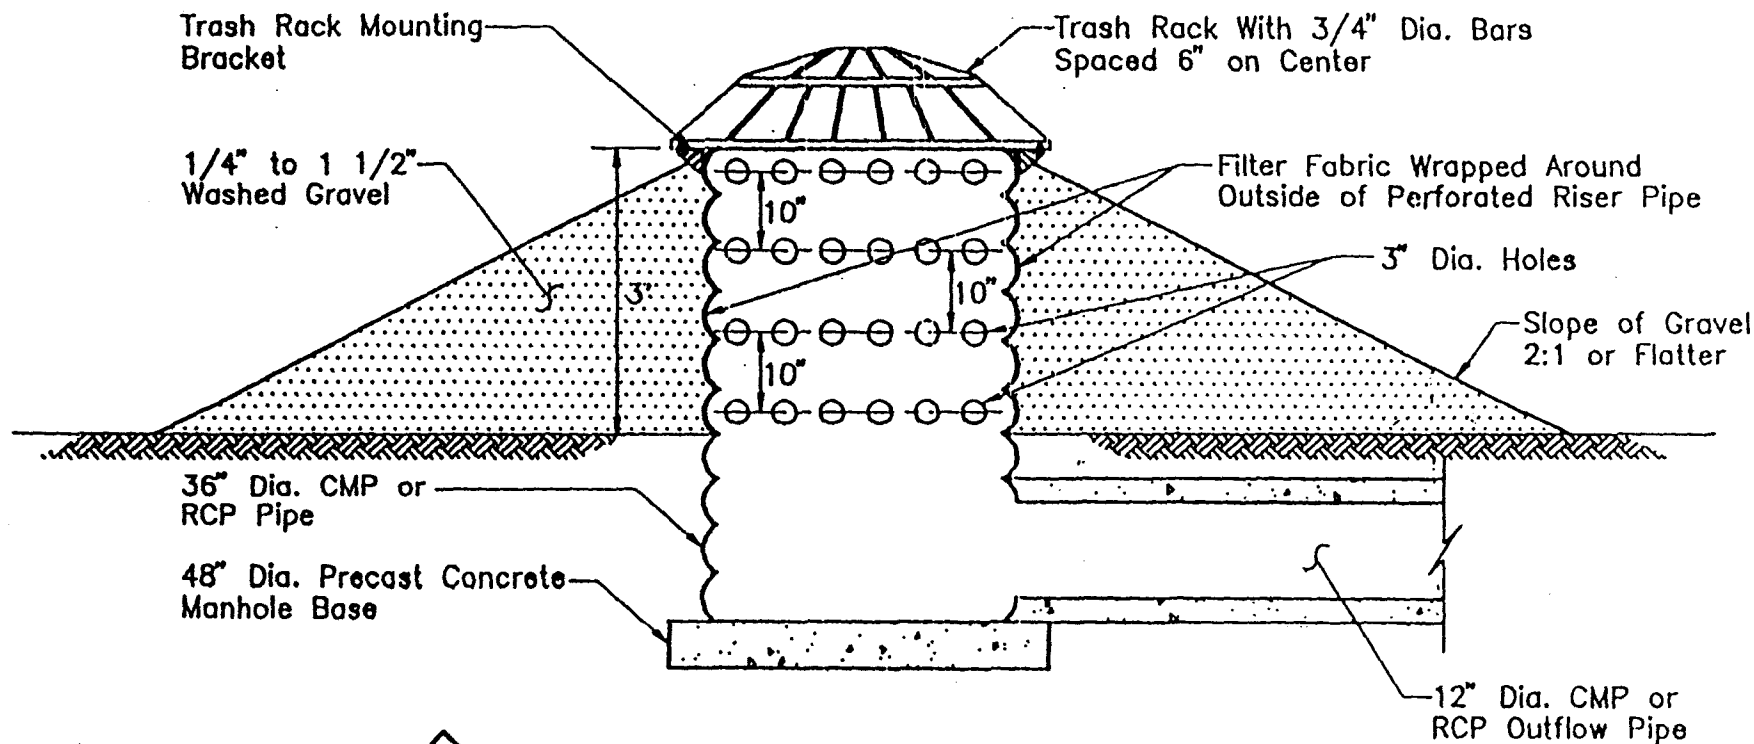 Trash Rack Mounting
Bracket
Trash Rack With 3/4" Dia. Bars
Spaced 6" on Center
1/4" to 1 1/2"
Washed Gravel
Filter Fabric Wrapped Around
Outside of Perforated Riser Pipe
10"
3" Dia. Holes
3'
10"
Slope of Gravel
2:1 or Flatter
10"
36" Dia. CMP or
RCP Pipe
48" Dia. Precast Concrete
Manhole Base
12" Dia. CMP or
RCP Outflow Pipe